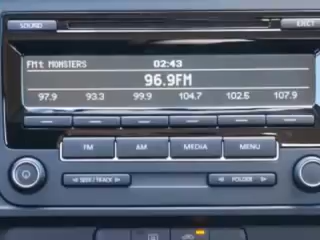 SOUND EJECT
FM1 MONSTERS 02:43
96.9FM
97.9 93.3 99.9 104.7 102.5 107.9
FM AM MEDIA MENU
SEEK/TRACK FOLDER